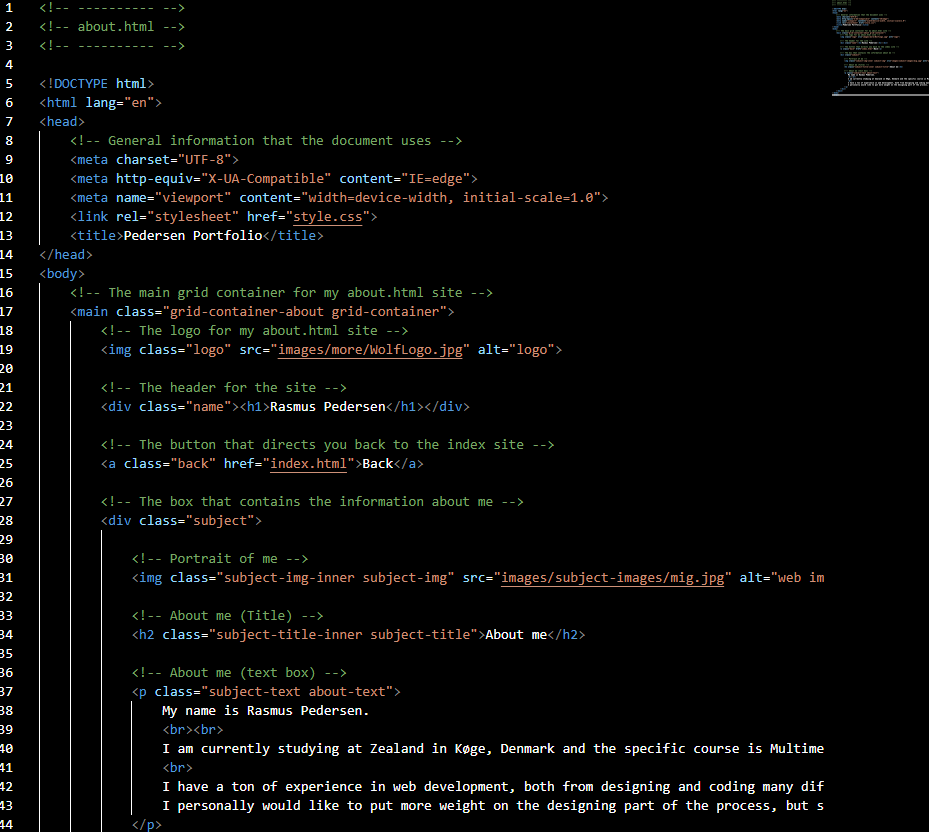 1 <!-- ---------- -->
2 <!-- about.html -->
3 <!-- ---------- -->
4
5 <!DOCTYPE html>
6 <html lang="en">
7 <head>
8 <!-- General information that the document uses -->
9 <meta charset="UTF-8">
10 <meta http-equiv="X-UA-Compatible" content="IE=edge">
11 <meta name="viewport" content="width=device-width, initial-scale=1.0">
12 <link rel="stylesheet" href="style.css">
13 <title>Pedersen Portfolio</title>
14 </head>
15 <body>
16 <!-- The main grid container for my about.html site -->
17 <main class="grid-container-about grid-container">
18 <!-- The logo for my about.html site -->
19 <img class="logo" src="images/more/WolfLogo.jpg" alt="logo">
20
21 <!-- The header for the site -->
22 <div class="name"><h1>Rasmus Pedersen</h1></div>
23
24 <!-- The button that directs you back to the index site -->
25 <a class="back" href="index.html">Back</a>
26
27 <!-- The box that contains the information about me -->
28 <div class="subject">
29
30 <!-- Portrait of me -->
31 <img class="subject-img-inner subject-img" src="images/subject-images/mig.jpg" alt="web im
32
33 <!-- About me (Title) -->
34 <h2 class="subject-title-inner subject-title">About me</h2>
35
36 <!-- About me (text box) -->
37 <p class="subject-text about-text">
38 My name is Rasmus Pedersen.
39 <br><br>
40 I am currently studying at Zealand in Køge, Denmark and the specific course is Multime
41 <br>
42 I have a ton of experience in web development, both from designing and coding many dif
43 I personally would like to put more weight on the designing part of the process, but s
44 </p>